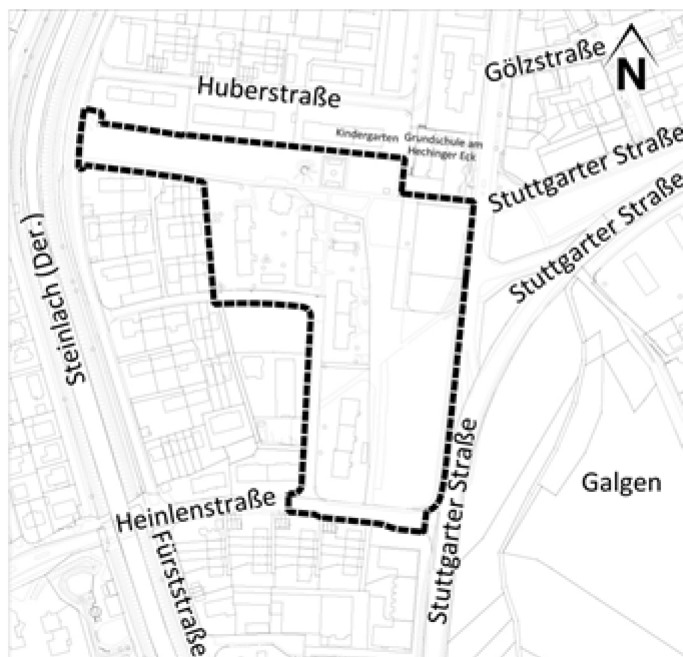 Gölzstraße
N
Huberstraße
Kindergarten
Grundschule am
Hechinger Eck
Stuttgarter Straße
Stuttgarter Straße
Steinlach (Der.)
Galgen
Heinlenstraße
Fürststraße
Stuttgarter Straße